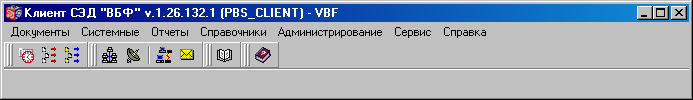 Клиент СЭД "ВБФ" v.1.26.132.1 (PBS_CLIENT) - VBF
Документы Системные Отчеты Справочники Администрирование Сервис Справка